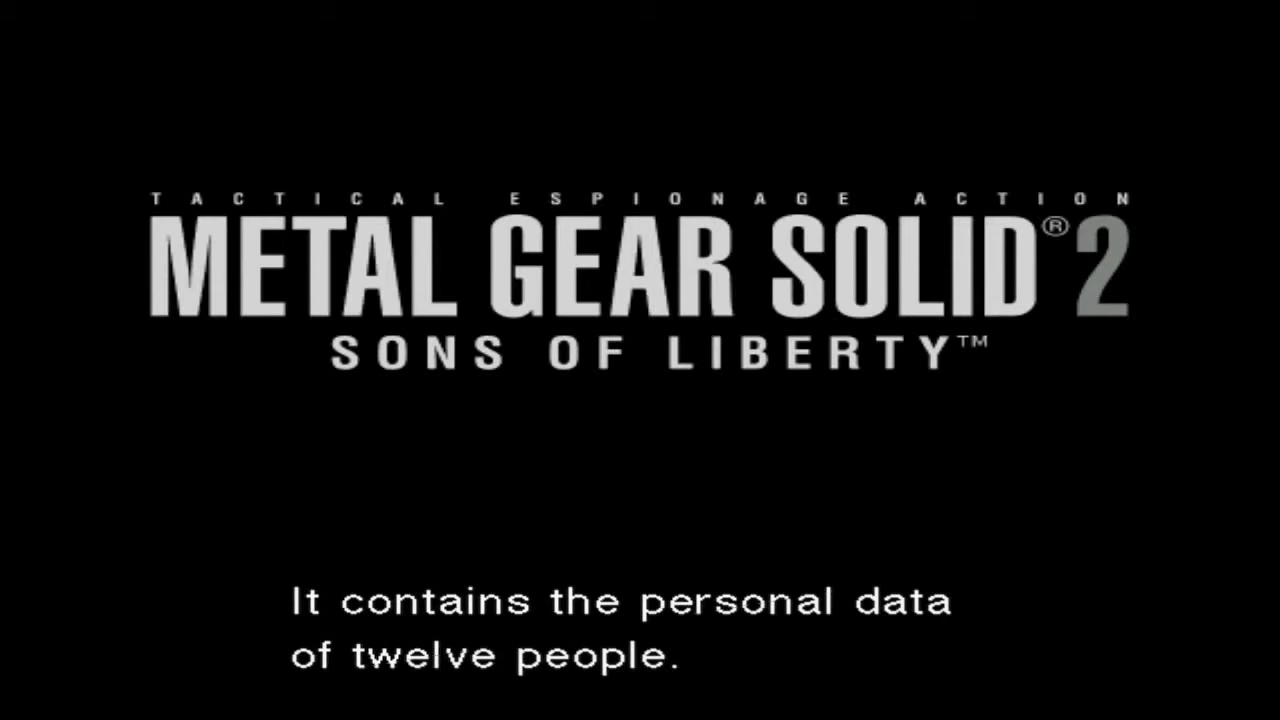 TACTICAL ESPIONAGE ACTION
METAL GEAR SOLID® 2
SONS OF LIBERTY™
It contains the personal data
of twelve people.